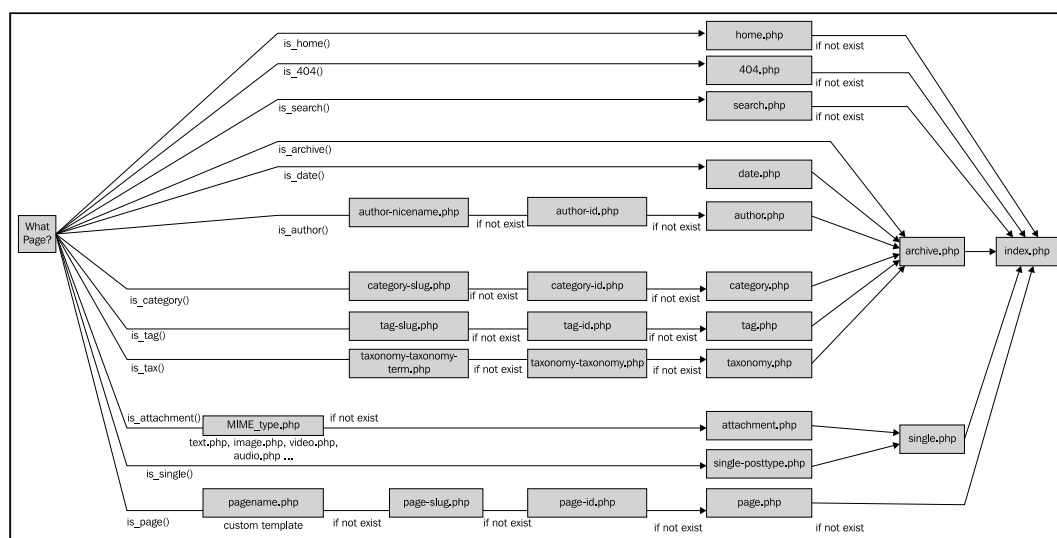 is_home()
home.php
if not exist
is_404()
404.php
if not exist
is_search()
search.php
if not exist
is_archive()
is_date()
date.php
What
Page?
is_author()
author-nicename.php
if not exist
author-id.php
if not exist
author.php
archive.php
index.php
is_category()
category-slug.php
if not exist
category-id.php
if not exist
category.php
is_tag()
tag-slug.php
if not exist
tag-id.php
if not exist
tag.php
is_tax()
taxonomy-taxonomy-
term.php
if not exist
taxonomy-taxonomy.php
if not exist
taxonomy.php
is_attachment()
MIME_type.php
if not exist
text.php, image.php, video.php,
audio.php ...
attachment.php
single.php
is_single()
single-posttype.php
is_page()
pagename.php
custom template
if not exist
page-slug.php
if not exist
page-id.php
if not exist
page.php
if not exist